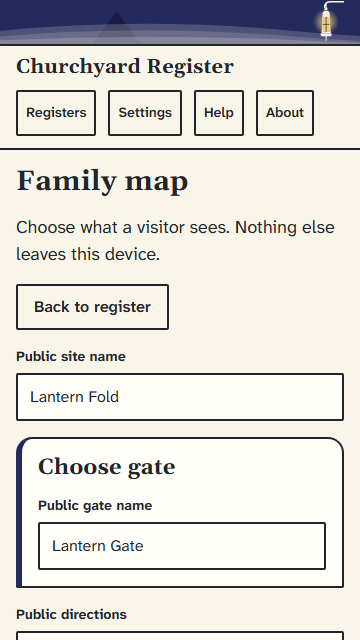 Churchyard Register
Registers
Settings
Help
About
Family map
Choose what a visitor sees. Nothing else
leaves this device.
Back to register
Public site name
Lantern Fold
Choose gate
Public gate name
Lantern Gate
Public directions